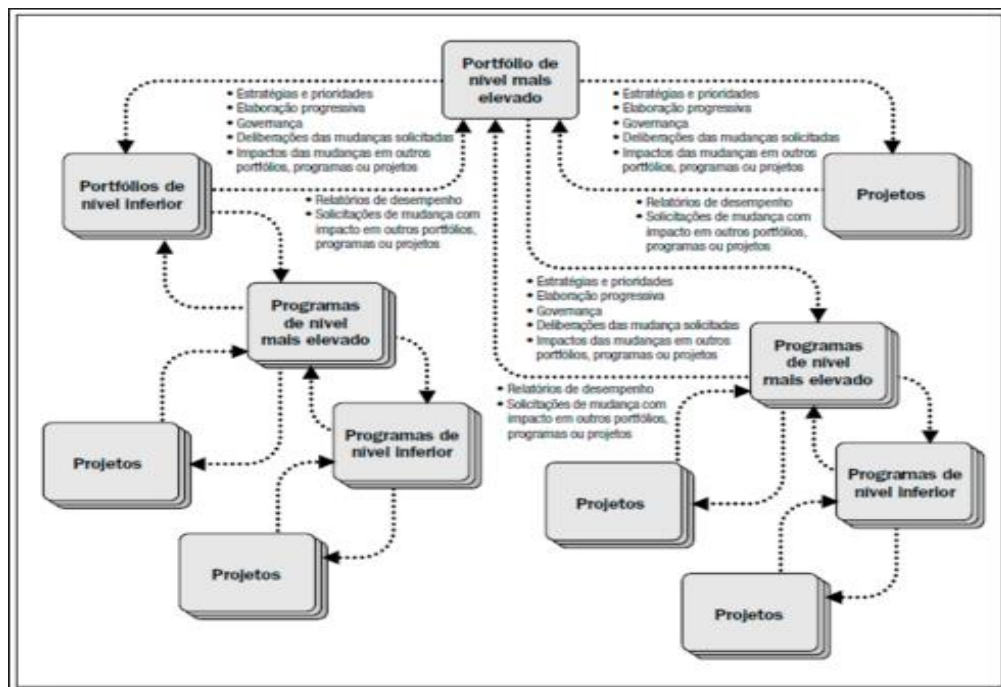 Portfólio de
nível mais
elevado
• Estratégias e prioridades
• Elaboração progressiva
• Governança
• Deliberações das mudanças solicitadas
• Impactos das mudanças em outros
portfólios, programas ou projetos
• Estratégias e prioridades
• Elaboração progressiva
• Governança
• Deliberações das mudanças solicitadas
• Impactos das mudanças em outros
portfólios, programas ou projetos
Portfólios de
nível inferior
Projetos
• Relatórios de desempenho
• Solicitações de mudança com
impacto em outros portfólios,
programas ou projetos
• Relatórios de desempenho
• Solicitações de mudança com
impacto em outros portfólios,
programas ou projetos
• Estratégias e prioridades
• Elaboração progressiva
• Governança
• Deliberações das mudança solicitadas
• Impactos das mudanças em outros
portfólios, programas ou projetos
Programas
de nível
mais elevado
Programas
de nível
mais elevado
• Relatórios de desempenho
• Solicitações de mudança com
impacto em outros portfólios,
programas ou projetos
Projetos
Programas de
nível inferior
Projetos
Programas de
nível inferior
Projetos
Projetos